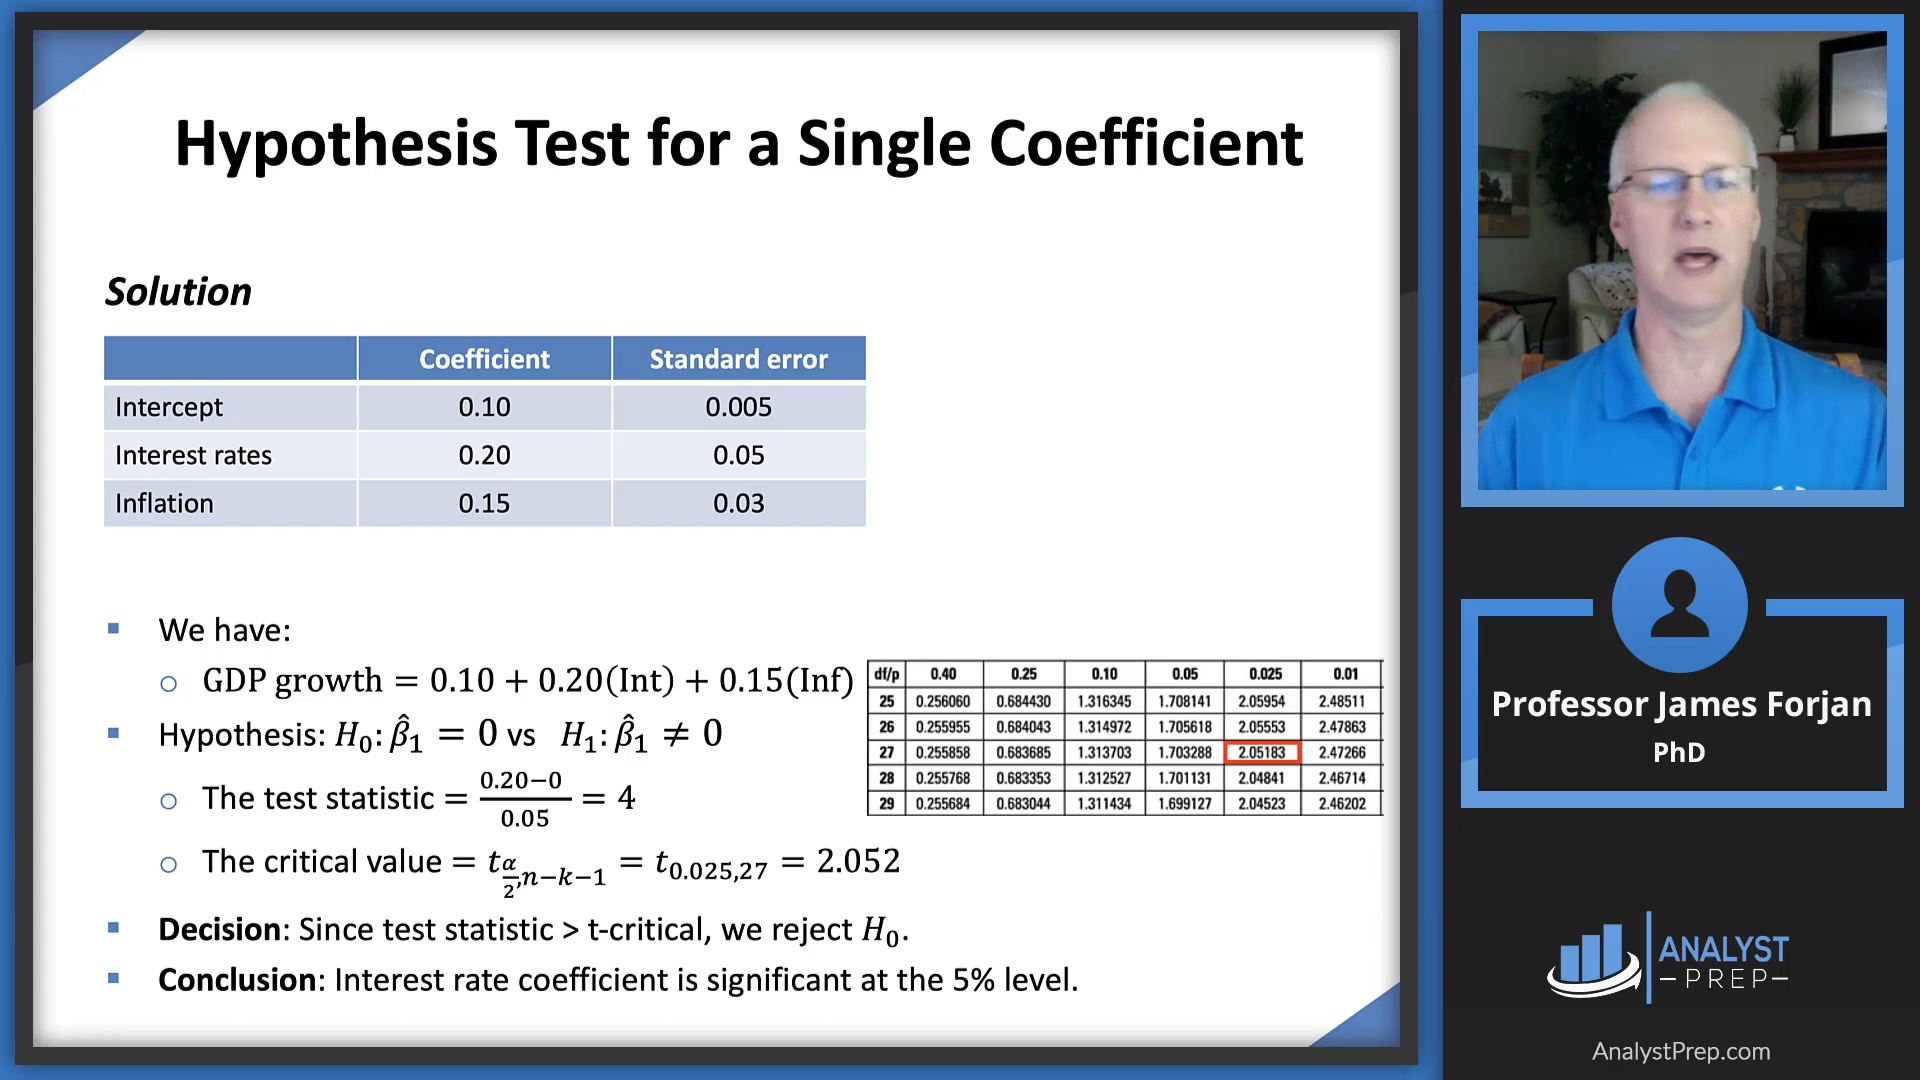 Hypothesis Test for a Single Coefficient
Solution
Coefficient Standard error
Intercept 0.10 0.005
Interest rates 0.20 0.05
Inflation 0.15 0.03
We have:
GDP growth = 0.10 + 0.20(Int) + 0.15(Inf)
Hypothesis: H₀: β̂₁ = 0 vs H₁: β̂₁ ≠ 0
The test statistic = (0.20−0)/0.05 = 4
The critical value = t_(α/2, n−k−1) = t_(0.025,27) = 2.052
Decision: Since test statistic > t-critical, we reject H₀.
Conclusion: Interest rate coefficient is significant at the 5% level.
df/p 0.40 0.25 0.10 0.05 0.025 0.01
25 0.256060 0.684430 1.316345 1.708141 2.05954 2.48511
26 0.255955 0.684043 1.314972 1.705618 2.05553 2.47863
27 0.255858 0.683685 1.313703 1.703288 2.05183 2.47266
28 0.255768 0.683353 1.312527 1.701131 2.04841 2.46714
29 0.255684 0.683044 1.311434 1.699127 2.04523 2.46202
Professor James Forjan
PhD
ANALYST
PREP
AnalystPrep.com